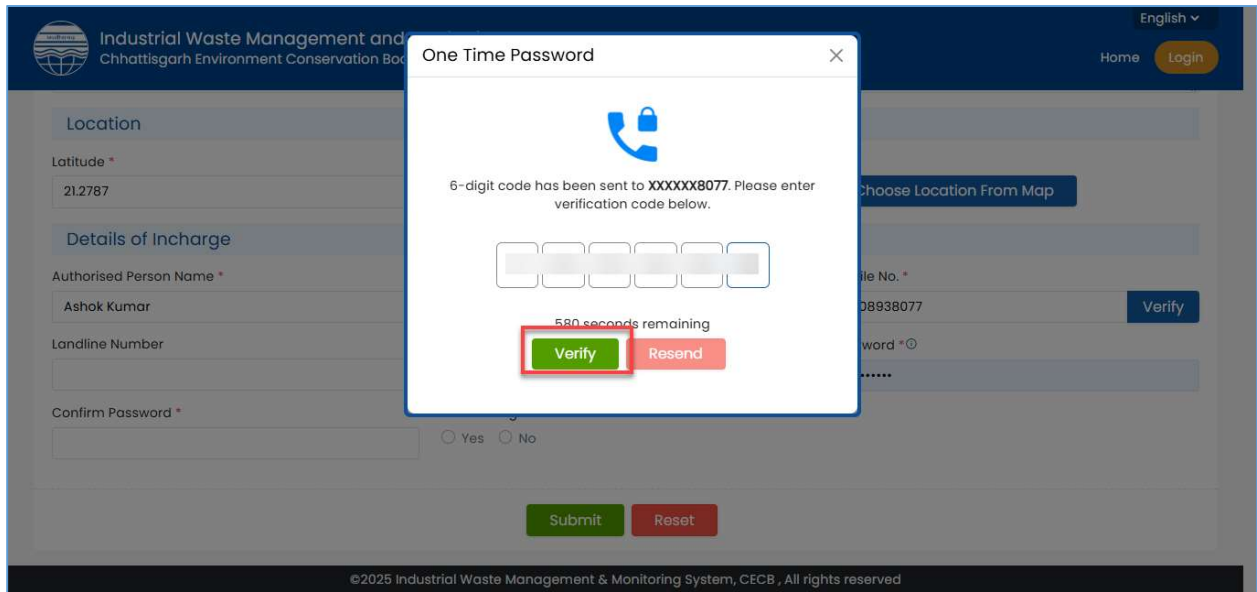 English
Industrial Waste Management and
Chhattisgarh Environment Conservation Boa
Home Login
One Time Password
6-digit code has been sent to XXXXXX8077. Please enter
verification code below.
580 seconds remaining
Verify Resend
Location
Latitude *
21.2787
Choose Location From Map
Details of Incharge
Authorised Person Name *
ile No. *
Ashok Kumar
08938077
Verify
Landline Number
word *
••••••
Confirm Password *
Yes No
Submit Reset
©2025 Industrial Waste Management & Monitoring System, CECB , All rights reserved